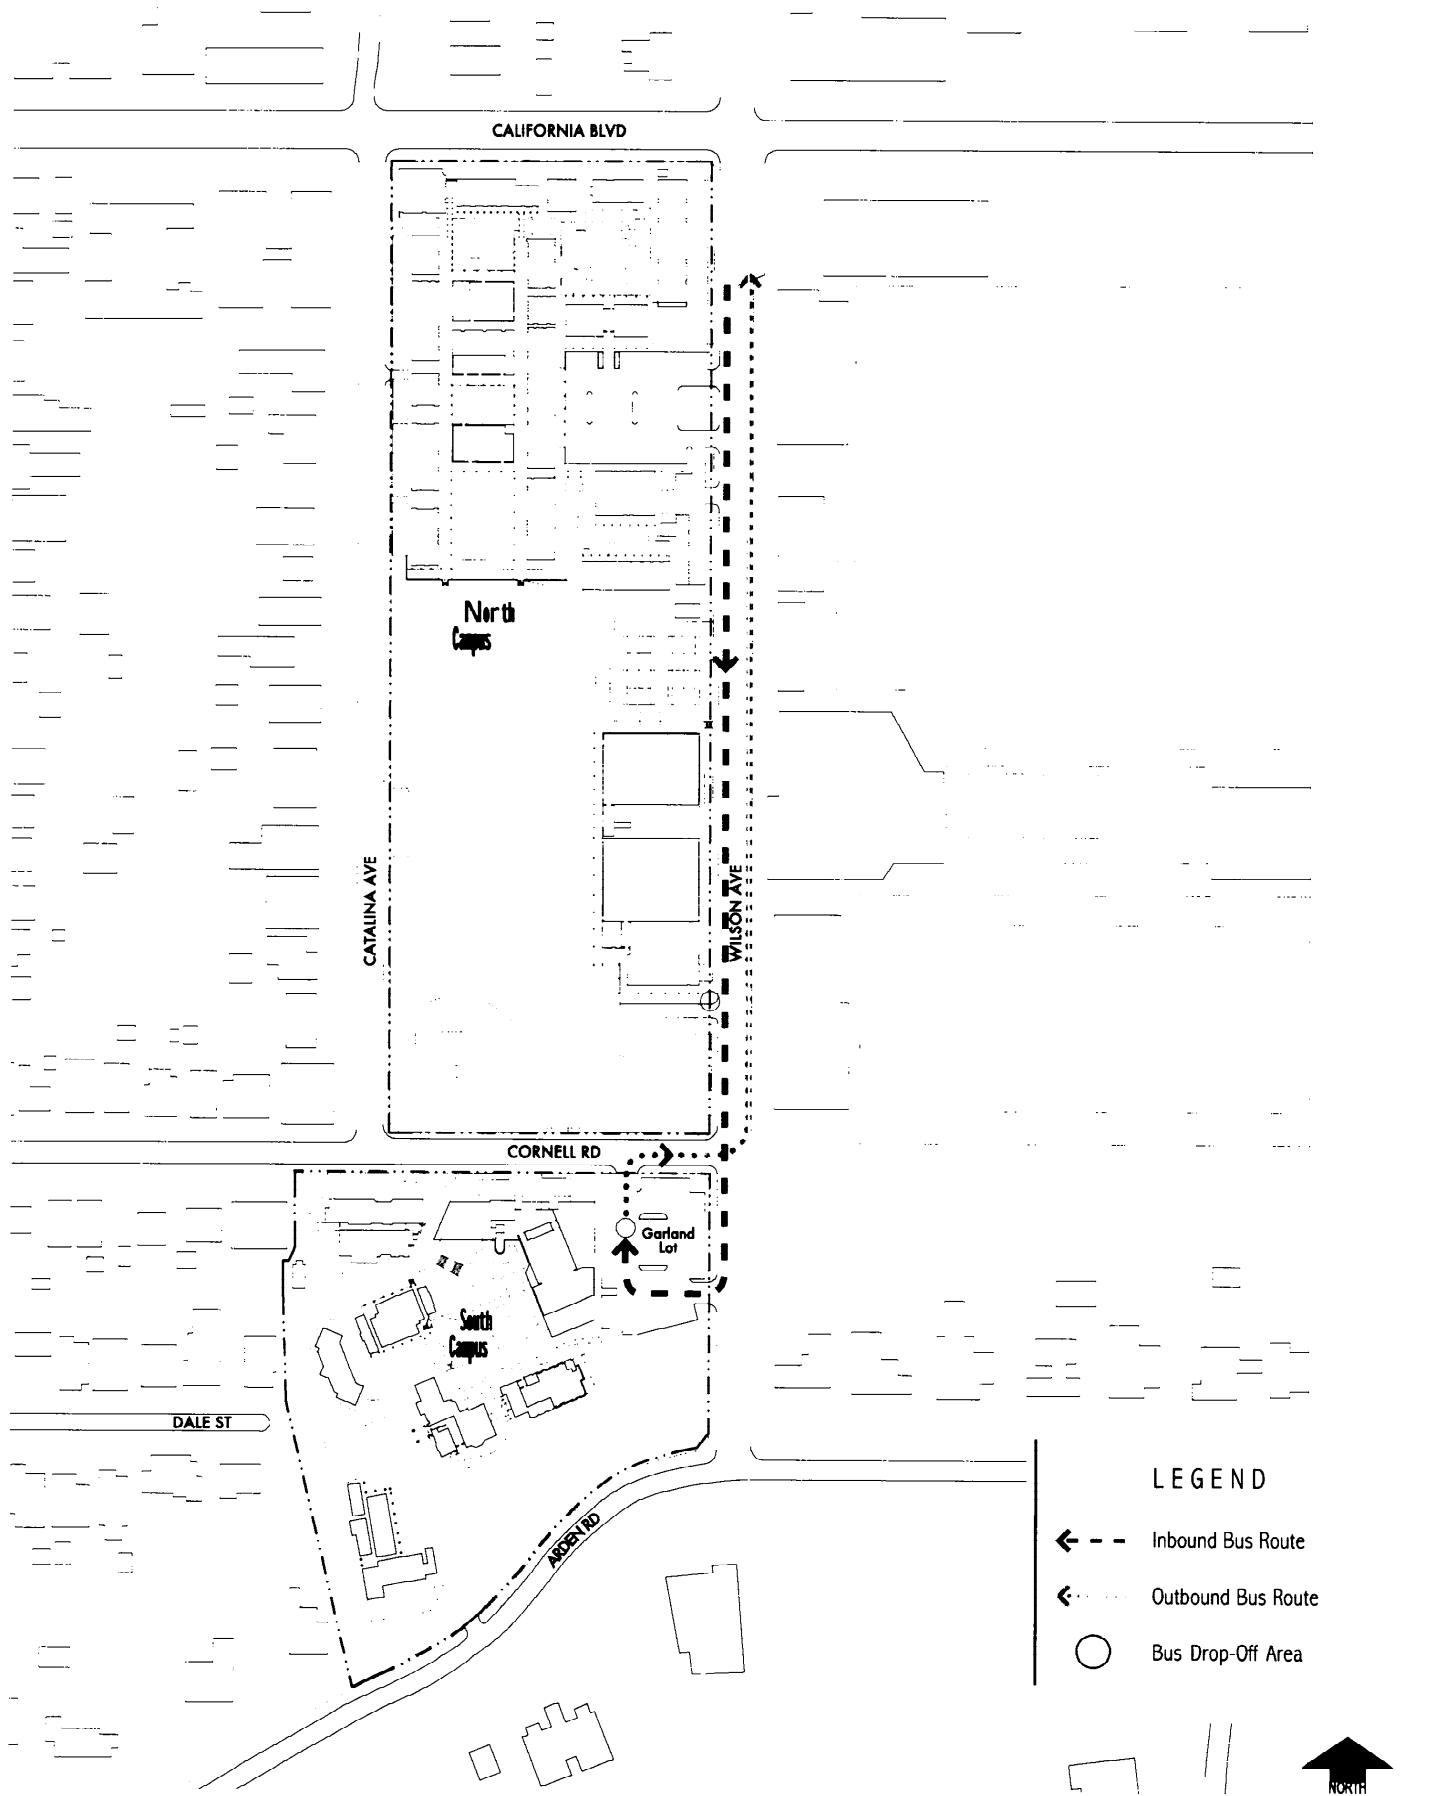 CALIFORNIA BLVD
North
Campus
CATALINA AVE
WILSON AVE
CORNELL RD
Garland
Lot
South
Campus
DALE ST
ARDEN RD
LEGEND
Inbound Bus Route
Outbound Bus Route
Bus Drop-Off Area
NORTH